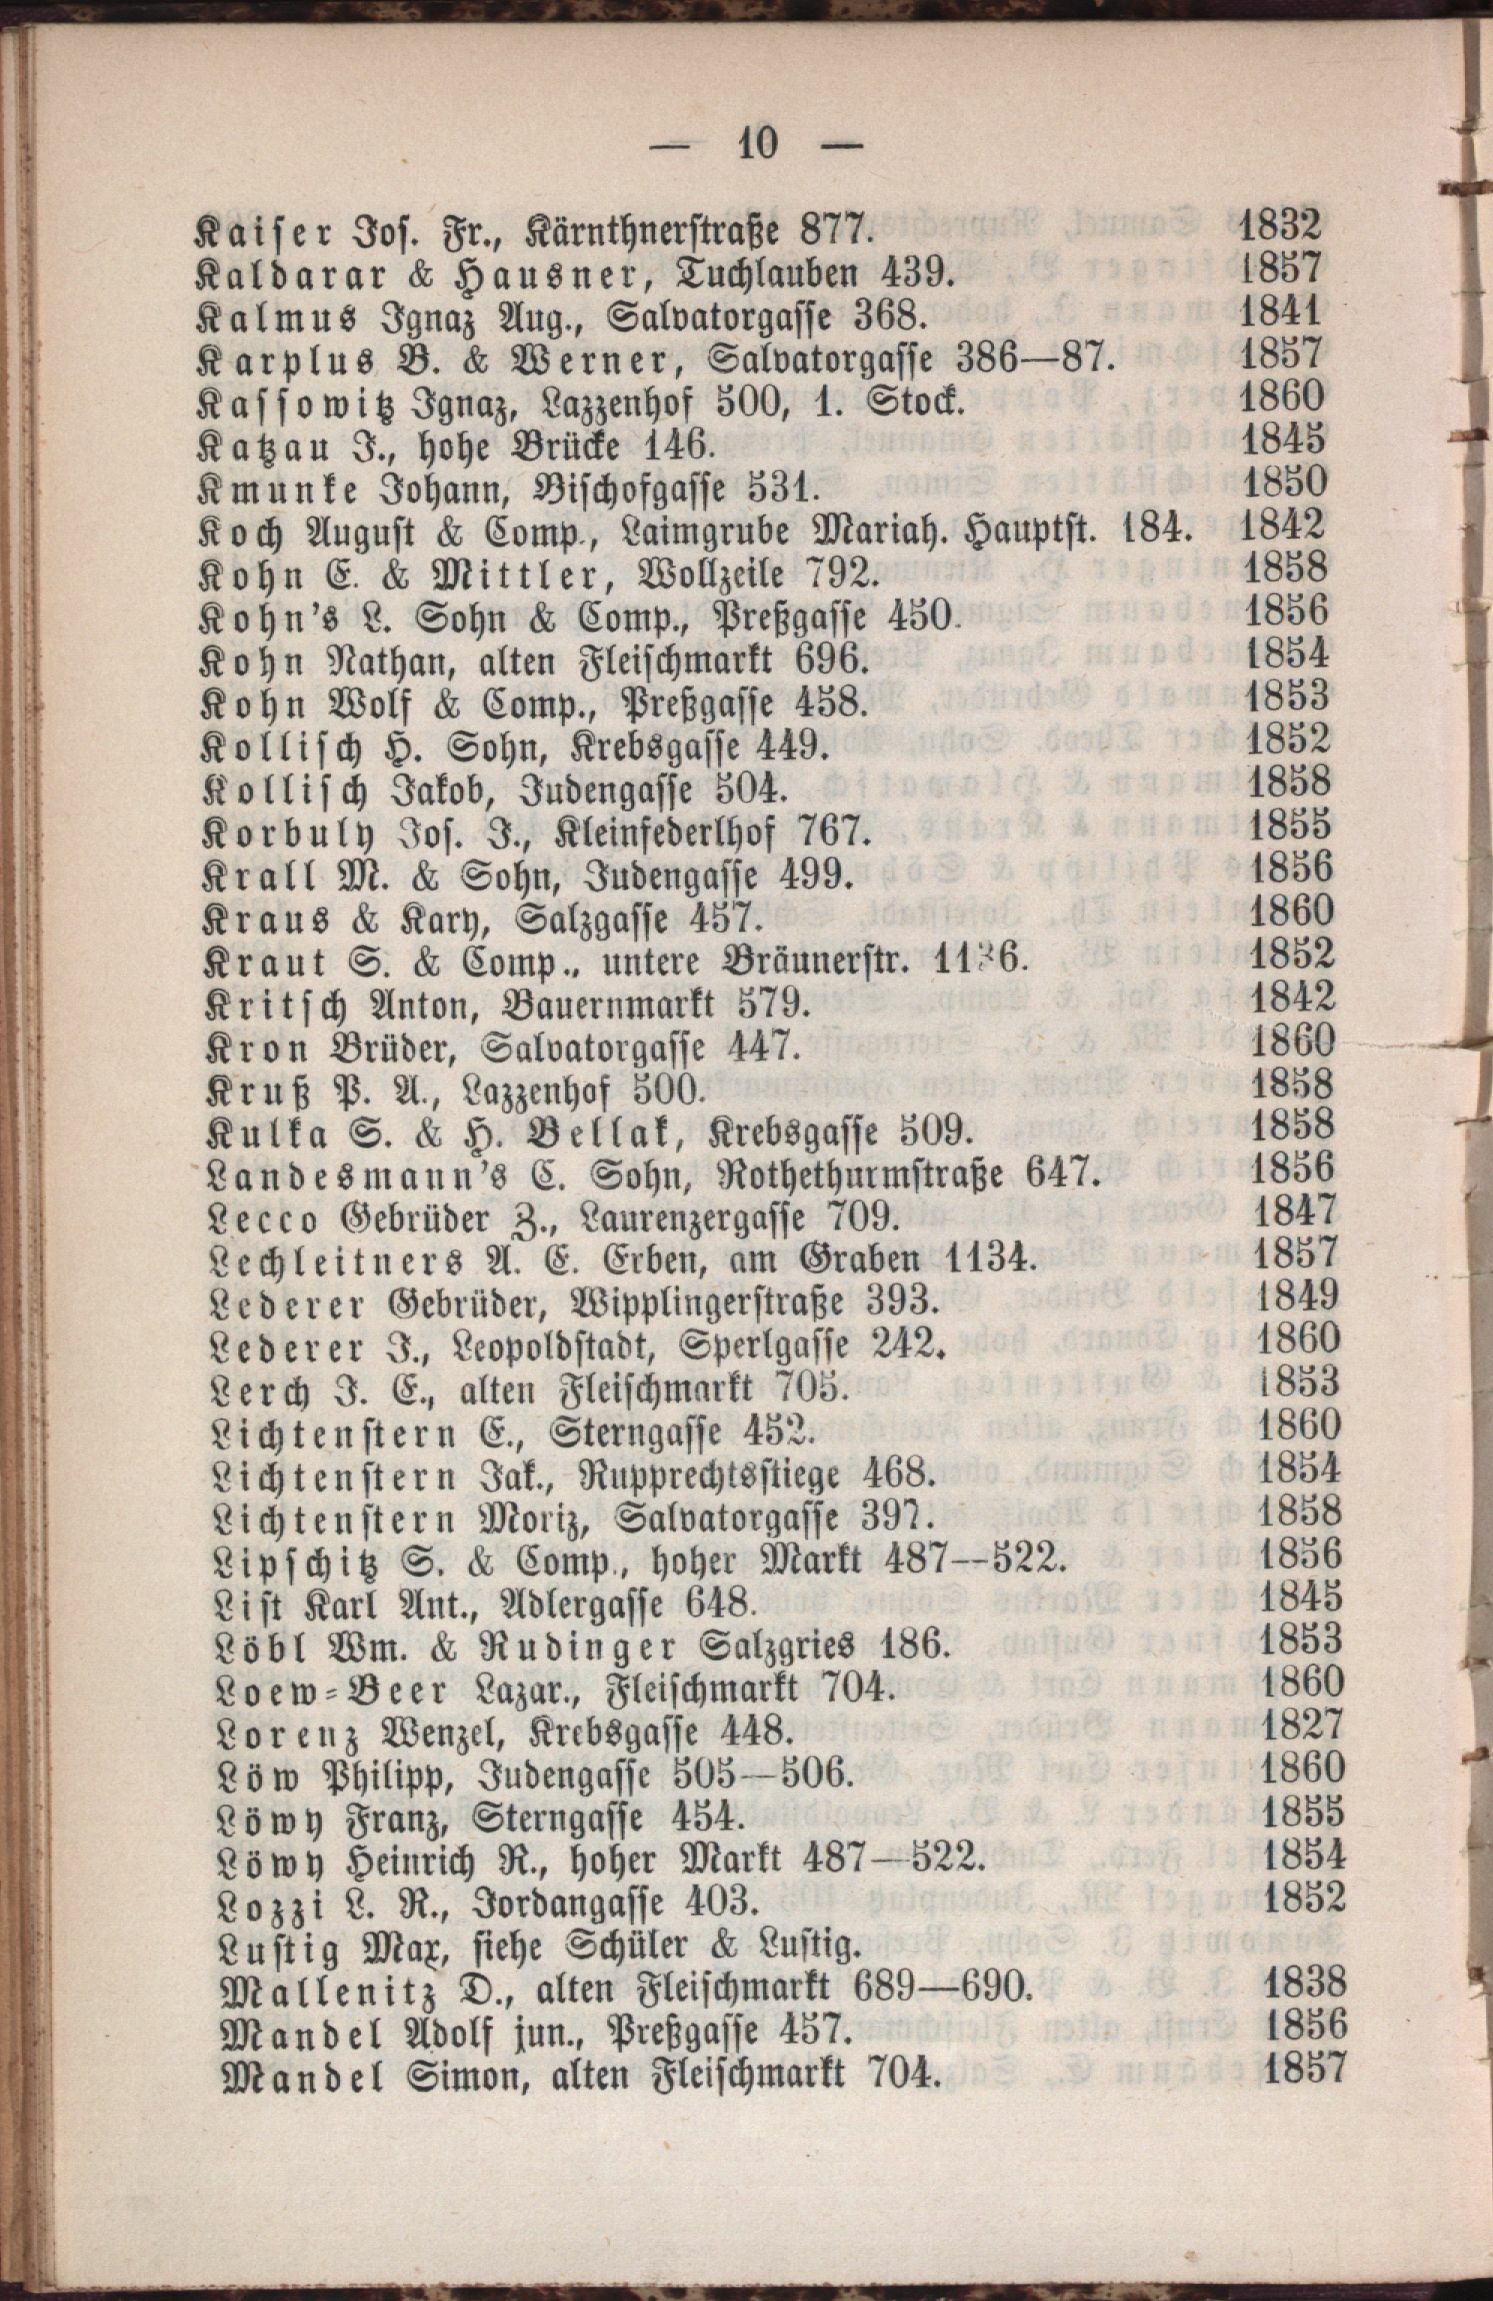 — 10 —
Kaiser Jos. Fr., Kärnthnerstraße 877. 1832
Kaldarar & Hausner, Tuchlauben 439. 1857
Kalmus Ignaz Aug., Salvatorgasse 368. 1841
Karplus B. & Werner, Salvatorgasse 386—87. 1857
Kassowitz Ignaz, Lazzenhof 500, 1. Stock. 1860
Katzau J., hohe Brücke 146. 1845
Kmunke Johann, Bischofgasse 531. 1850
Koch August & Comp., Laimgrube Mariah. Hauptst. 184. 1842
Kohn E. & Mittler, Wollzeile 792. 1858
Kohn's L. Sohn & Comp., Preßgasse 450. 1856
Kohn Nathan, alten Fleischmarkt 696. 1854
Kohn Wolf & Comp., Preßgasse 458. 1853
Kollisch H. Sohn, Krebsgasse 449. 1852
Kollisch Jakob, Judengasse 504. 1858
Korbuly Jos. J., Kleinfederlhof 767. 1855
Krall M. & Sohn, Judengasse 499. 1856
Kraus & Kary, Salzgasse 457. 1860
Kraut S. & Comp., untere Bräunerstr. 1852
Kritsch Anton, Bauernmarkt 579. 1842
Kron Brüder, Salvatorgasse 447. 1860
Kruß P. A., Lazzenhof 500. 1858
Kulka S. & H. Bellak, Krebsgasse 509. 1858
Landesmann's C. Sohn, Rothethurmstraße 647. 1856
Lecco Gebrüder Z., Laurenzergasse 709. 1847
Lechleitners A. E. Erben, am Graben 1134. 1857
Lederer Gebrüder, Wipplingerstraße 393. 1849
Lederer J., Leopoldstadt, Sperlgasse 242. 1860
Lerch J. E., alten Fleischmarkt 705. 1853
Lichtenstern E., Sterngasse 452. 1860
Lichtenstern Jak., Rupprechtsstiege 468. 1854
Lichtenstern Moriz, Salvatorgasse 397. 1858
Lipschitz S. & Comp., hoher Markt 487—522. 1856
List Karl Ant., Adlergasse 648. 1845
Löbl Wm. & Rudinger Salzgries 186. 1853
Loew-Beer Lazar., Fleischmarkt 704. 1860
Lorenz Wenzel, Krebsgasse 448. 1827
Löw Philipp, Judengasse 505—506. 1860
Löwy Franz, Sterngasse 454. 1855
Löwy Heinrich R., hoher Markt 487—522. 1854
Lozzi L. R., Jordangasse 403. 1852
Lustig Max, siehe Schüler & Lustig.
Mallenitz D., alten Fleischmarkt 689—690. 1838
Mandel Adolf jun., Preßgasse 457. 1856
Mandel Simon, alten Fleischmarkt 704. 1857